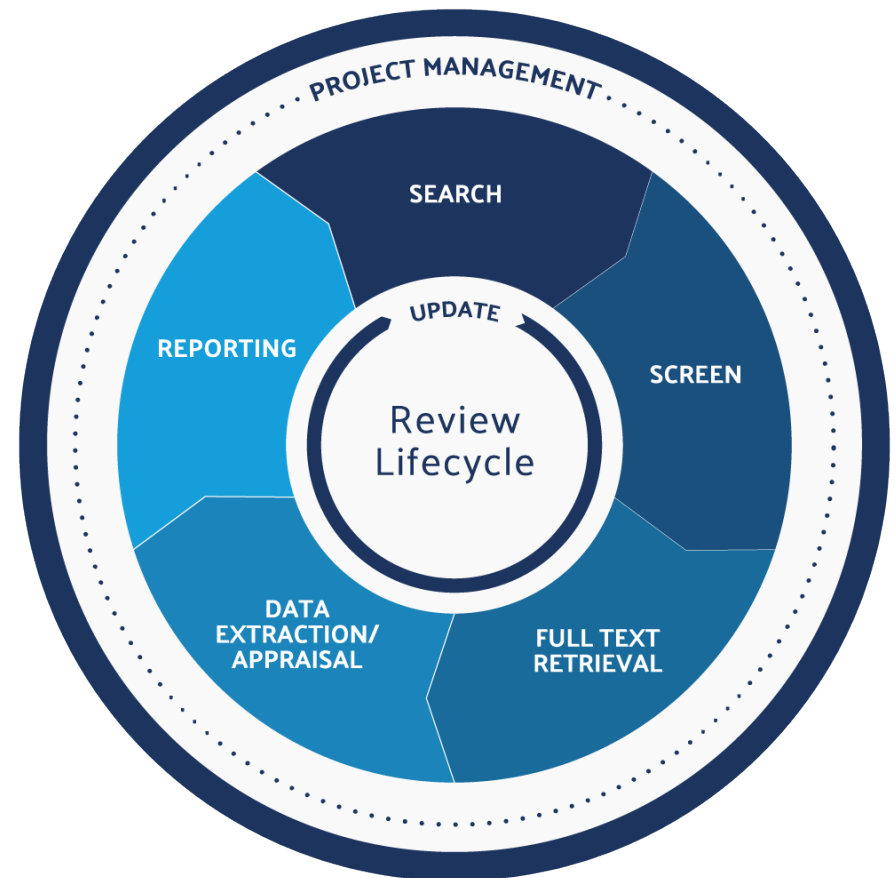 PROJECT MANAGEMENT
SEARCH
SCREEN
FULL TEXT
RETRIEVAL
DATA
EXTRACTION/
APPRAISAL
REPORTING
UPDATE
Review
Lifecycle